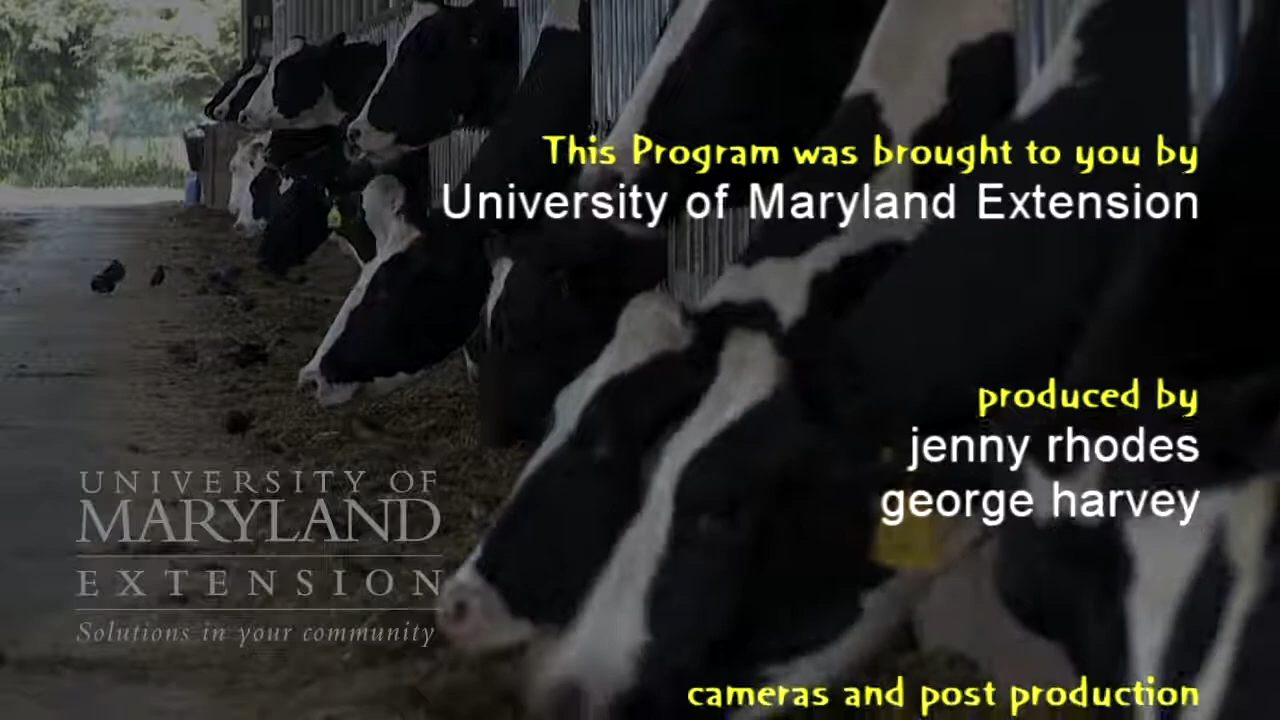 This Program was brought to you by
University of Maryland Extension
produced by
jenny rhodes
george harvey
UNIVERSITY OF
MARYLAND
EXTENSION
Solutions in your community
cameras and post production